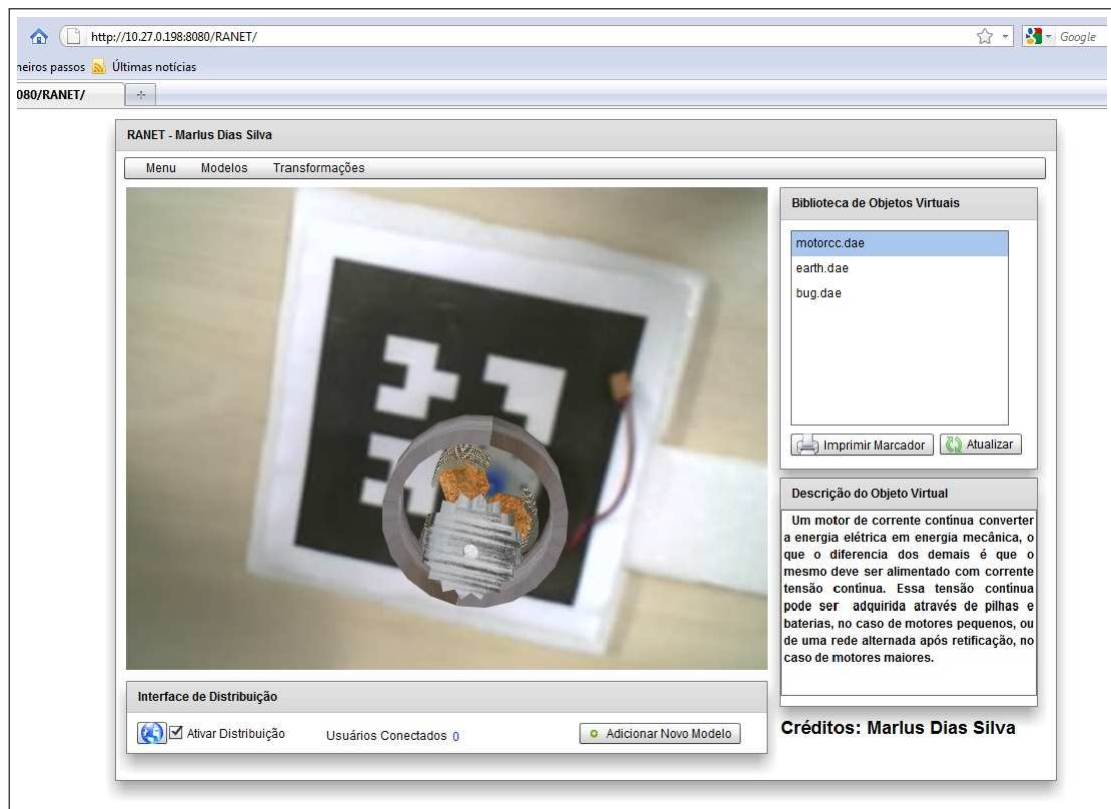 http://10.27.0.198:8080/RANET/
Google
neiros passos
Últimas notícias
080/RANET/
RANET - Marlus Dias Silva
Menu Modelos Transformações
Biblioteca de Objetos Virtuais
motorcc.dae
earth.dae
bug.dae
Imprimir Marcador
Atualizar
Descrição do Objeto Virtual
Um motor de corrente contínua converter
a energia elétrica em energia mecânica, o
que o diferencia dos demais é que o
mesmo deve ser alimentado com corrente
tensão contínua. Essa tensão contínua
pode ser adquirida através de pilhas e
baterias, no caso de motores pequenos, ou
de uma rede alternada após retificação, no
caso de motores maiores.
Interface de Distribuição
Ativar Distribuição
Usuários Conectados 0
Adicionar Novo Modelo
Créditos: Marlus Dias Silva